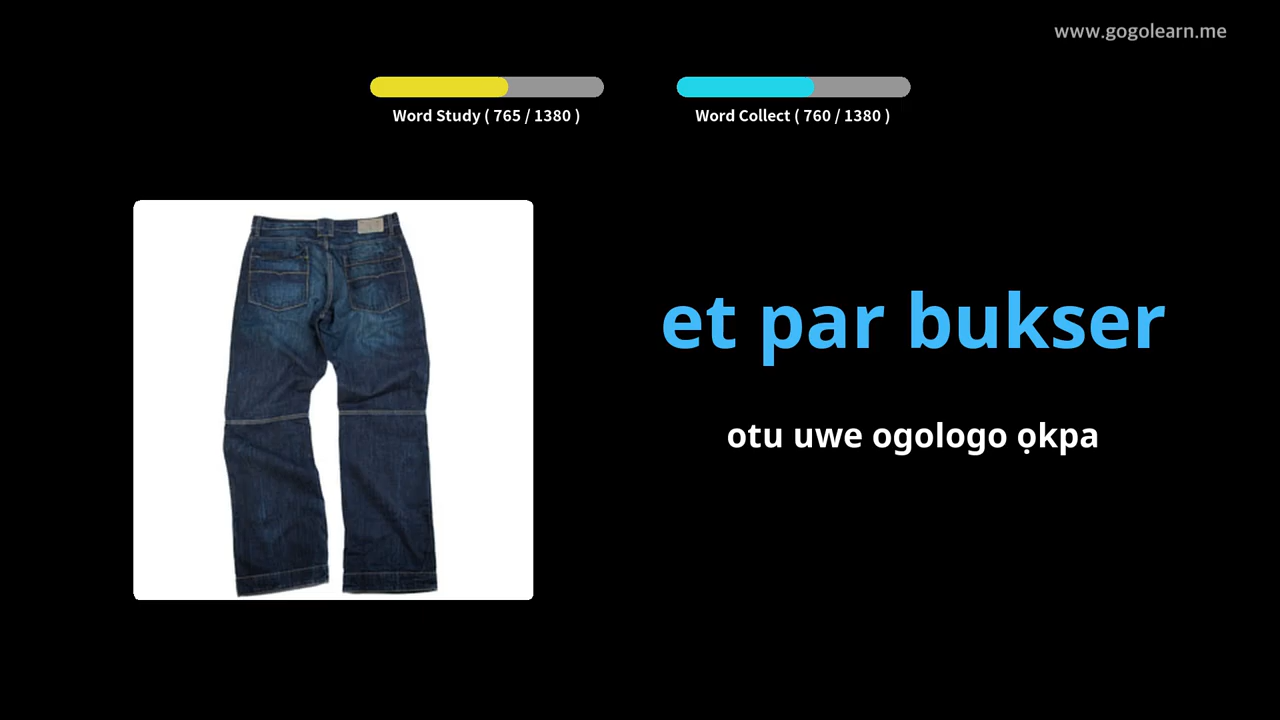 www.gogolearn.me
Word Study ( 765 / 1380 )
Word Collect ( 760 / 1380 )
et par bukser
otu uwe ogologo ọkpa